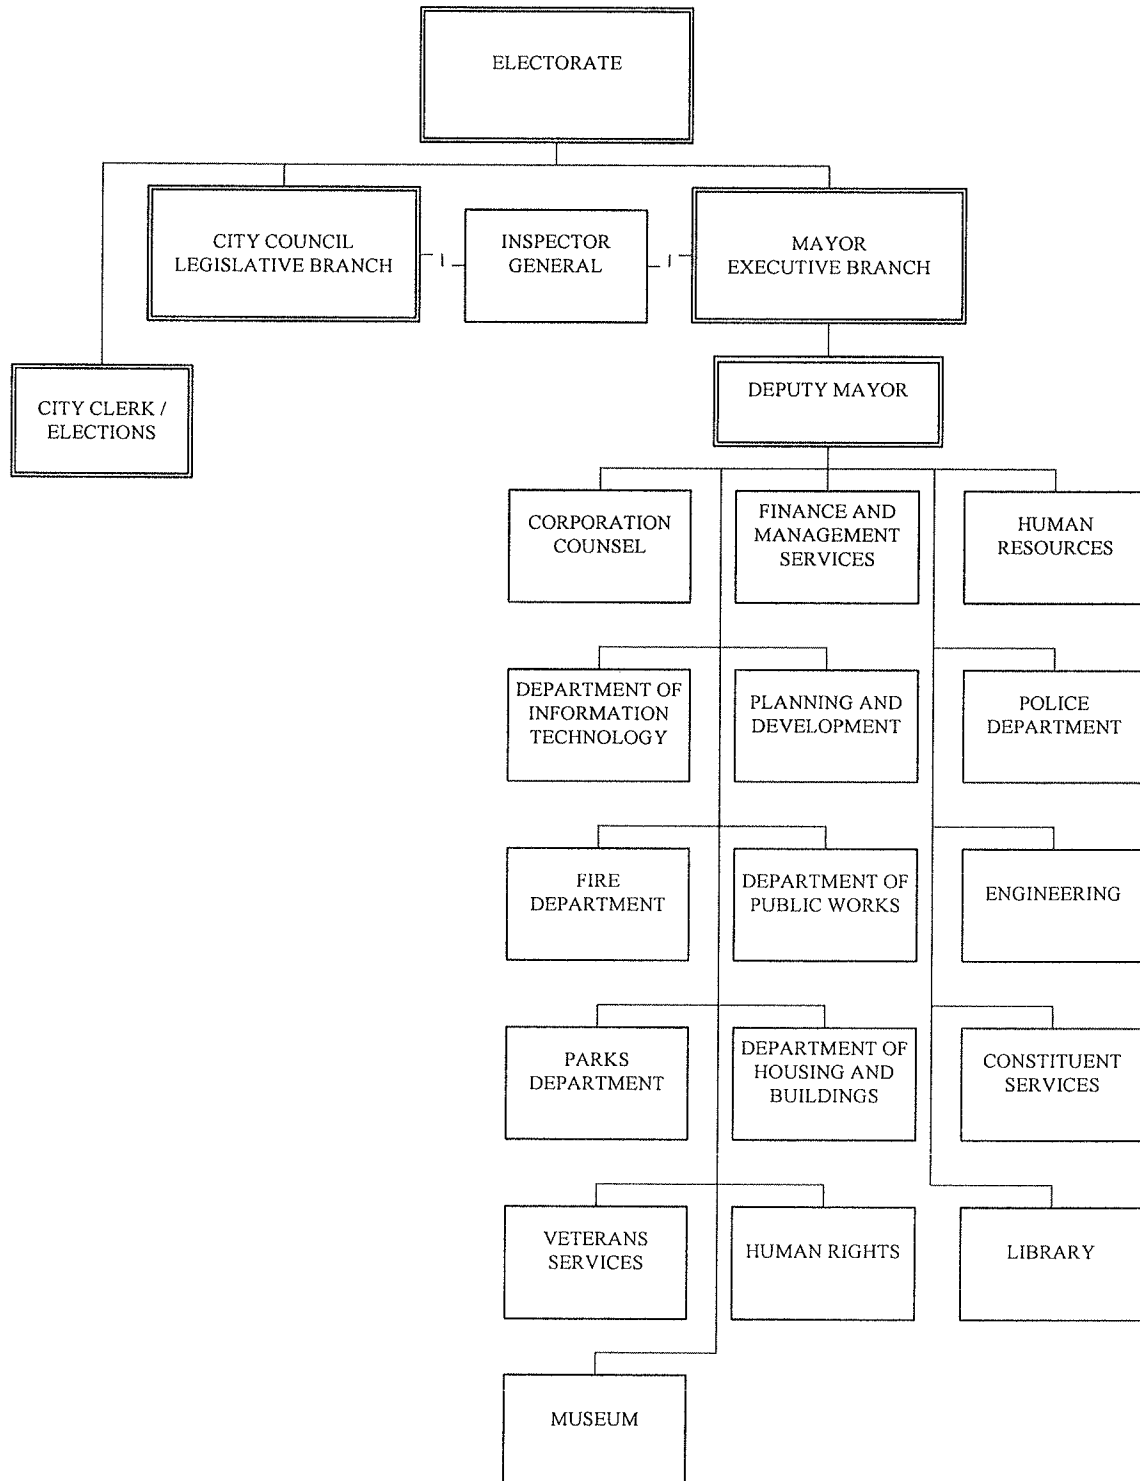 ELECTORATE
CITY COUNCIL
LEGISLATIVE BRANCH
INSPECTOR
GENERAL
MAYOR
EXECUTIVE BRANCH
CITY CLERK /
ELECTIONS
DEPUTY MAYOR
CORPORATION
COUNSEL
FINANCE AND
MANAGEMENT
SERVICES
HUMAN
RESOURCES
DEPARTMENT OF
INFORMATION
TECHNOLOGY
PLANNING AND
DEVELOPMENT
POLICE
DEPARTMENT
FIRE
DEPARTMENT
DEPARTMENT OF
PUBLIC WORKS
ENGINEERING
PARKS
DEPARTMENT
DEPARTMENT OF
HOUSING AND
BUILDINGS
CONSTITUENT
SERVICES
VETERANS
SERVICES
HUMAN RIGHTS
LIBRARY
MUSEUM